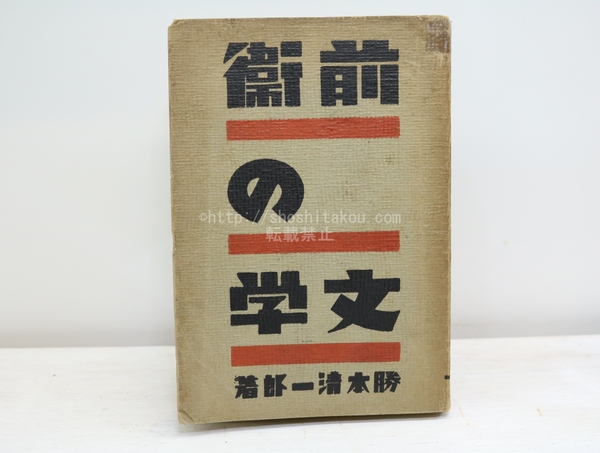 前衛
の
文学
勝本清一郎著
©http://shoshitakou.com/
転載禁止